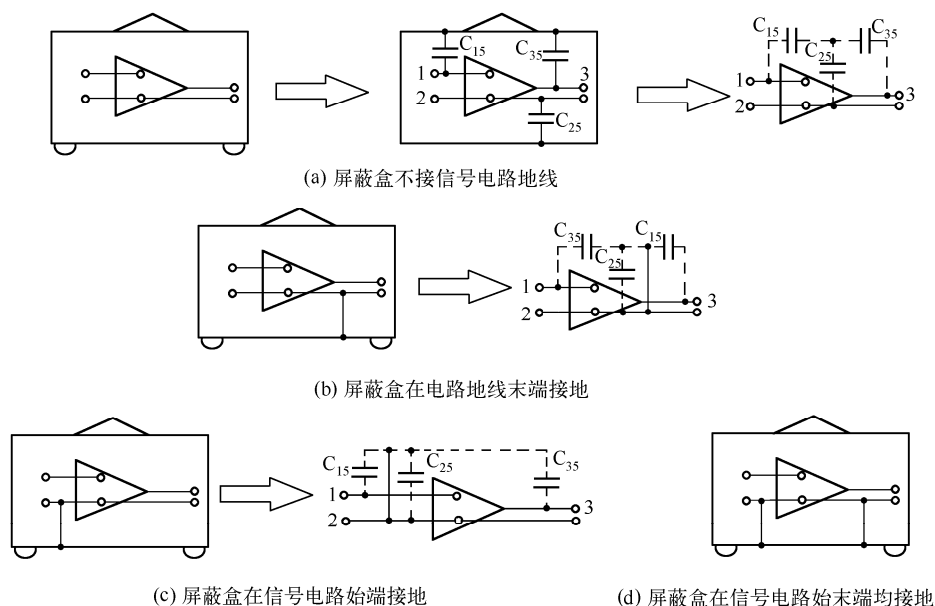 C₁₅
C₃₅
1
2
3
C₂₅
C₁₅
C₃₅
C₂₅
1
2
3
(a) 屏蔽盒不接信号电路地线
C₃₅
C₁₅
C₂₅
1
2
3
(b) 屏蔽盒在电路地线末端接地
C₁₅
C₂₅
C₃₅
1
2
3
(c) 屏蔽盒在信号电路始端接地
(d) 屏蔽盒在信号电路始末端均接地